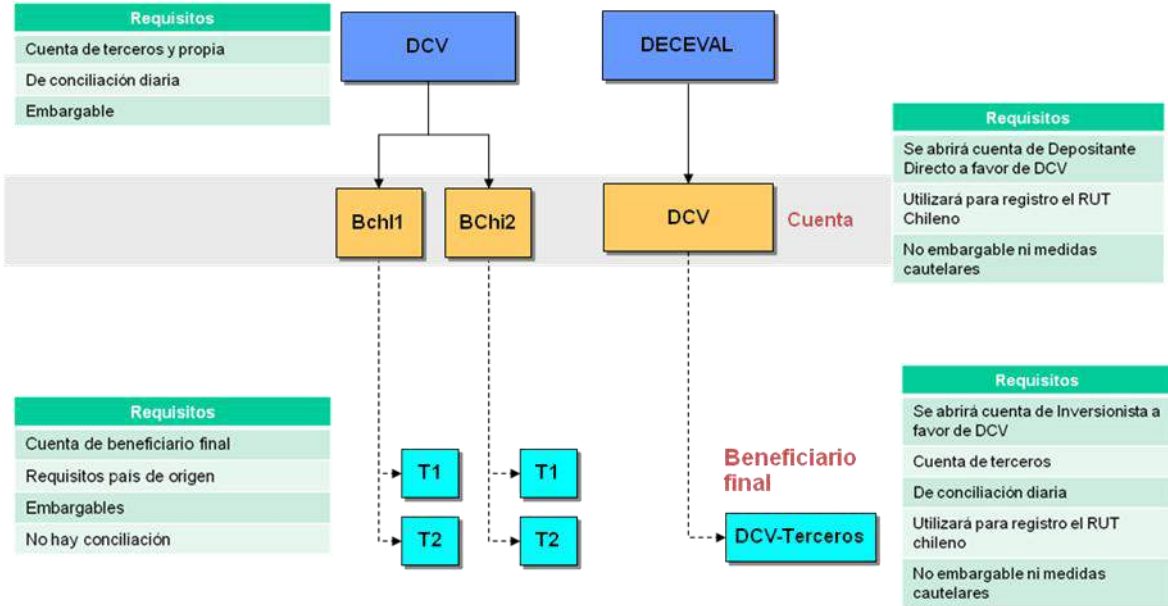 Requisitos
Cuenta de terceros y propia
De conciliación diaria
Embargable
DCV
DECEVAL
Requisitos
Se abrirá cuenta de Depositante
Directo a favor de DCV
Utilizará para registro el RUT
Chileno
No embargable ni medidas
cautelares
Bchl1
BChi2
DCV
Cuenta
Requisitos
Cuenta de beneficiario final
Requisitos país de origen
Embargables
No hay conciliación
T1
T2
T1
T2
Beneficiario
final
DCV-Terceros
Requisitos
Se abrirá cuenta de Inversionista a
favor de DCV
Cuenta de terceros
De conciliación diaria
Utilizará para registro el RUT
chileno
No embargable ni medidas
cautelares